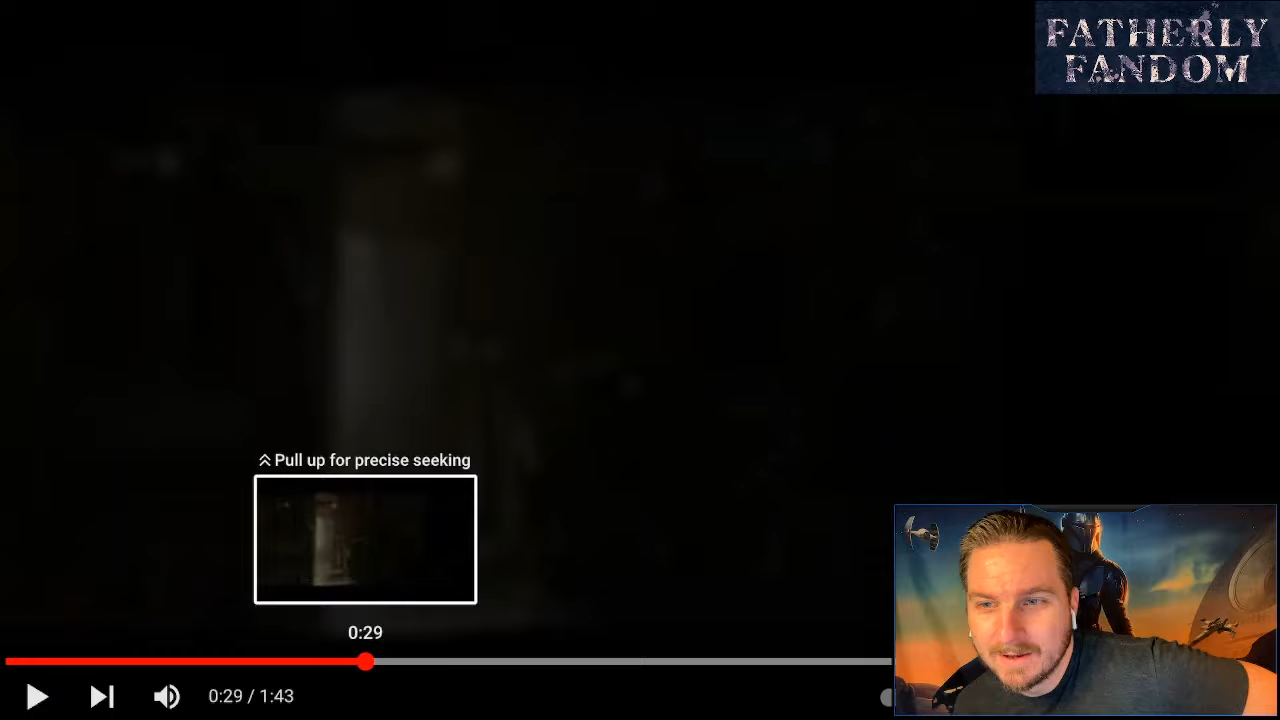 FATHERLY
FANDOM
Pull up for precise seeking
0:29
0:29 / 1:43